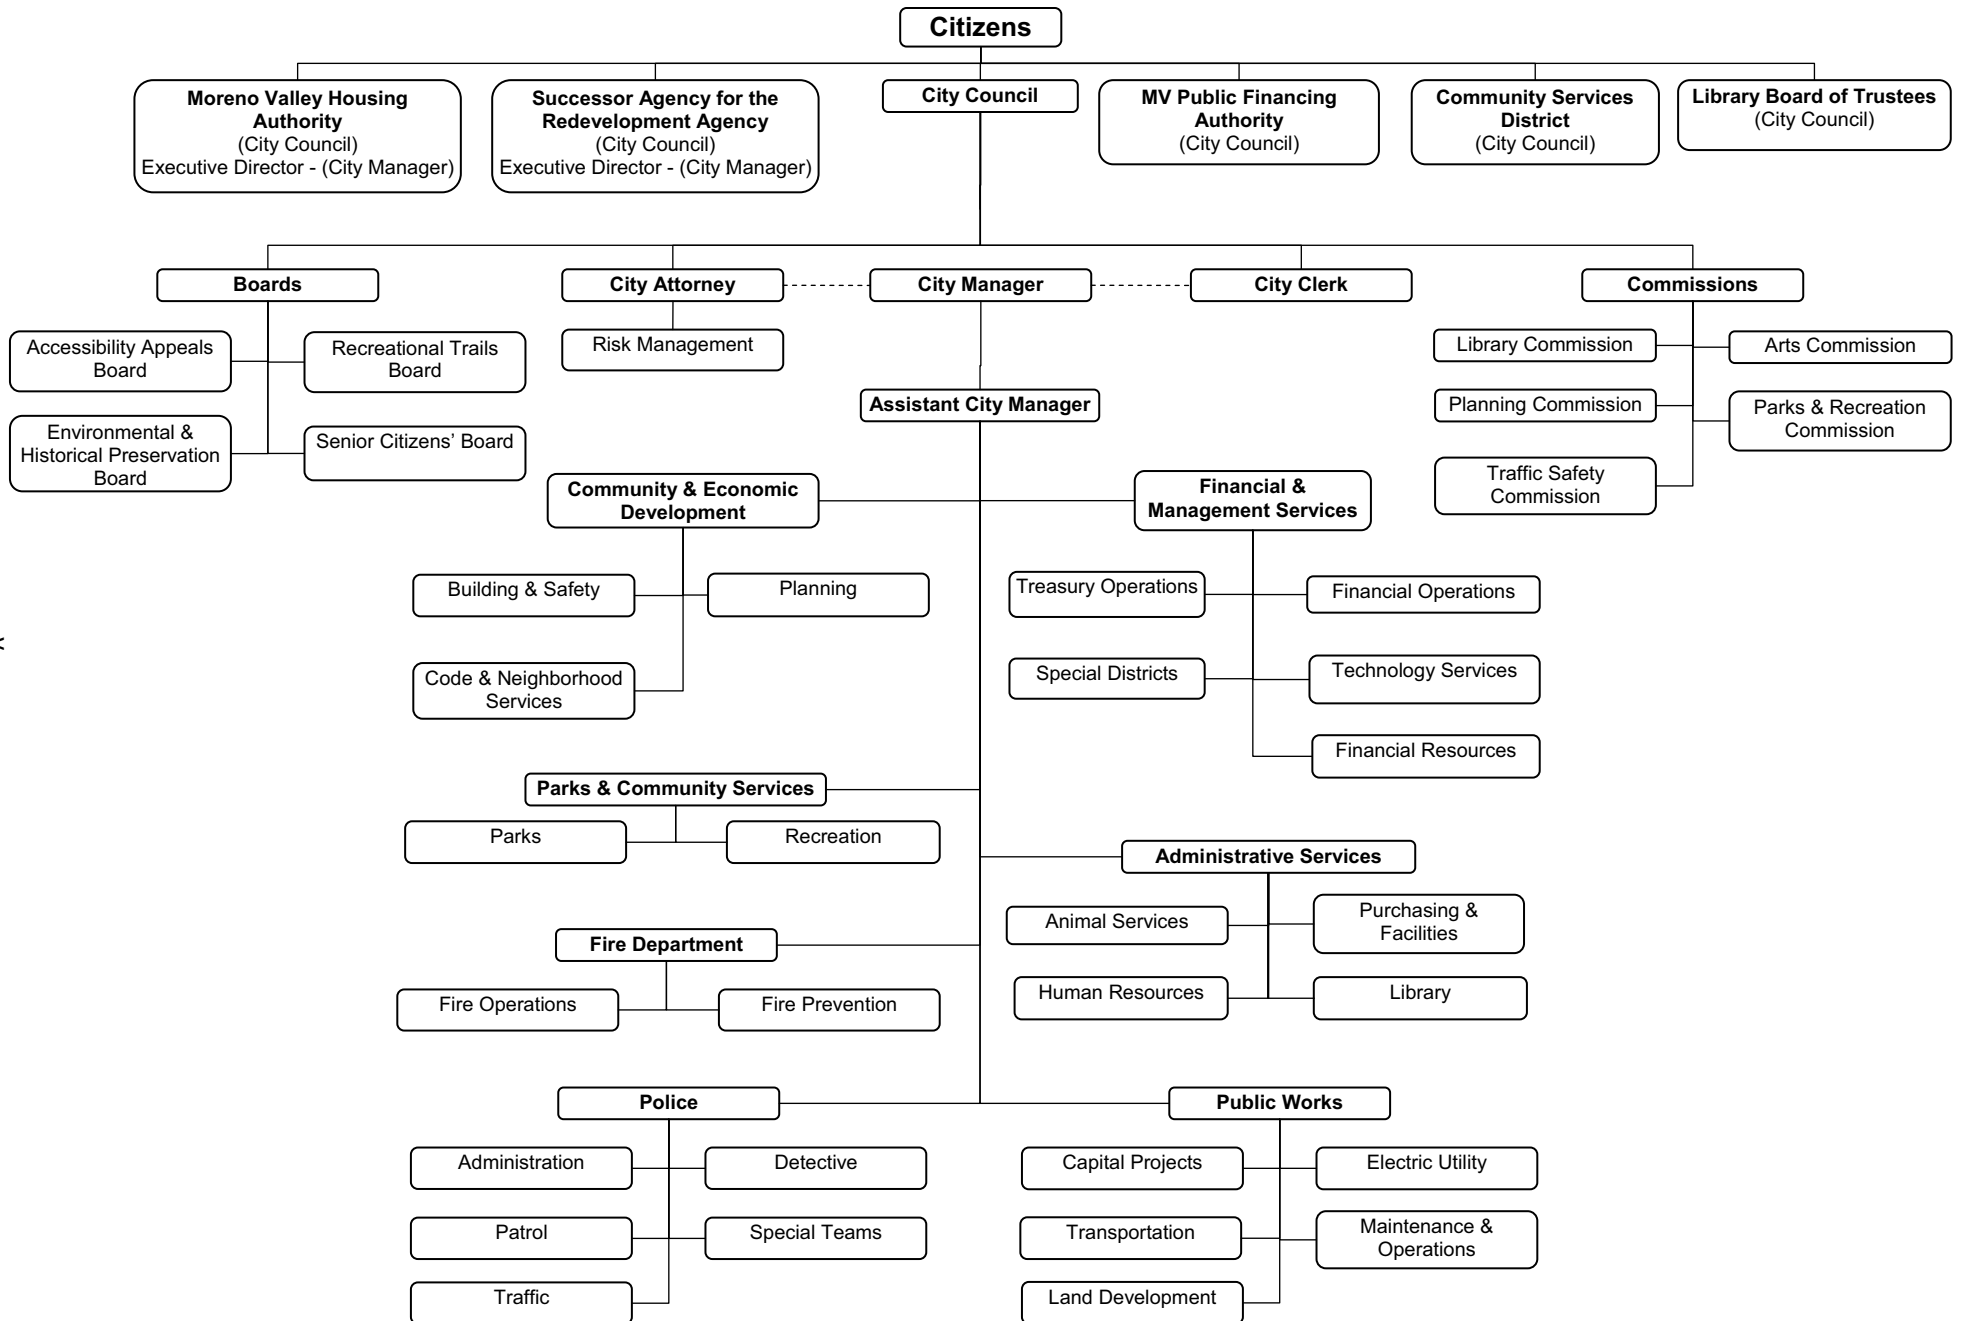 Citizens
Moreno Valley Housing
Authority
(City Council)
Executive Director - (City Manager)
Successor Agency for the
Redevelopment Agency
(City Council)
Executive Director - (City Manager)
City Council
MV Public Financing
Authority
(City Council)
Community Services
District
(City Council)
Library Board of Trustees
(City Council)
Boards
City Attorney
City Manager
City Clerk
Commissions
Accessibility Appeals
Board
Recreational Trails
Board
Environmental &
Historical Preservation
Board
Senior Citizens’ Board
Risk Management
Assistant City Manager
Library Commission
Arts Commission
Planning Commission
Parks & Recreation
Commission
Traffic Safety
Commission
Community & Economic
Development
Building & Safety
Planning
Code & Neighborhood
Services
Financial &
Management Services
Treasury Operations
Financial Operations
Special Districts
Technology Services
Financial Resources
Parks & Community Services
Parks
Recreation
Administrative Services
Animal Services
Purchasing &
Facilities
Human Resources
Library
Fire Department
Fire Operations
Fire Prevention
Police
Administration
Detective
Patrol
Special Teams
Traffic
Public Works
Capital Projects
Electric Utility
Transportation
Maintenance &
Operations
Land Development